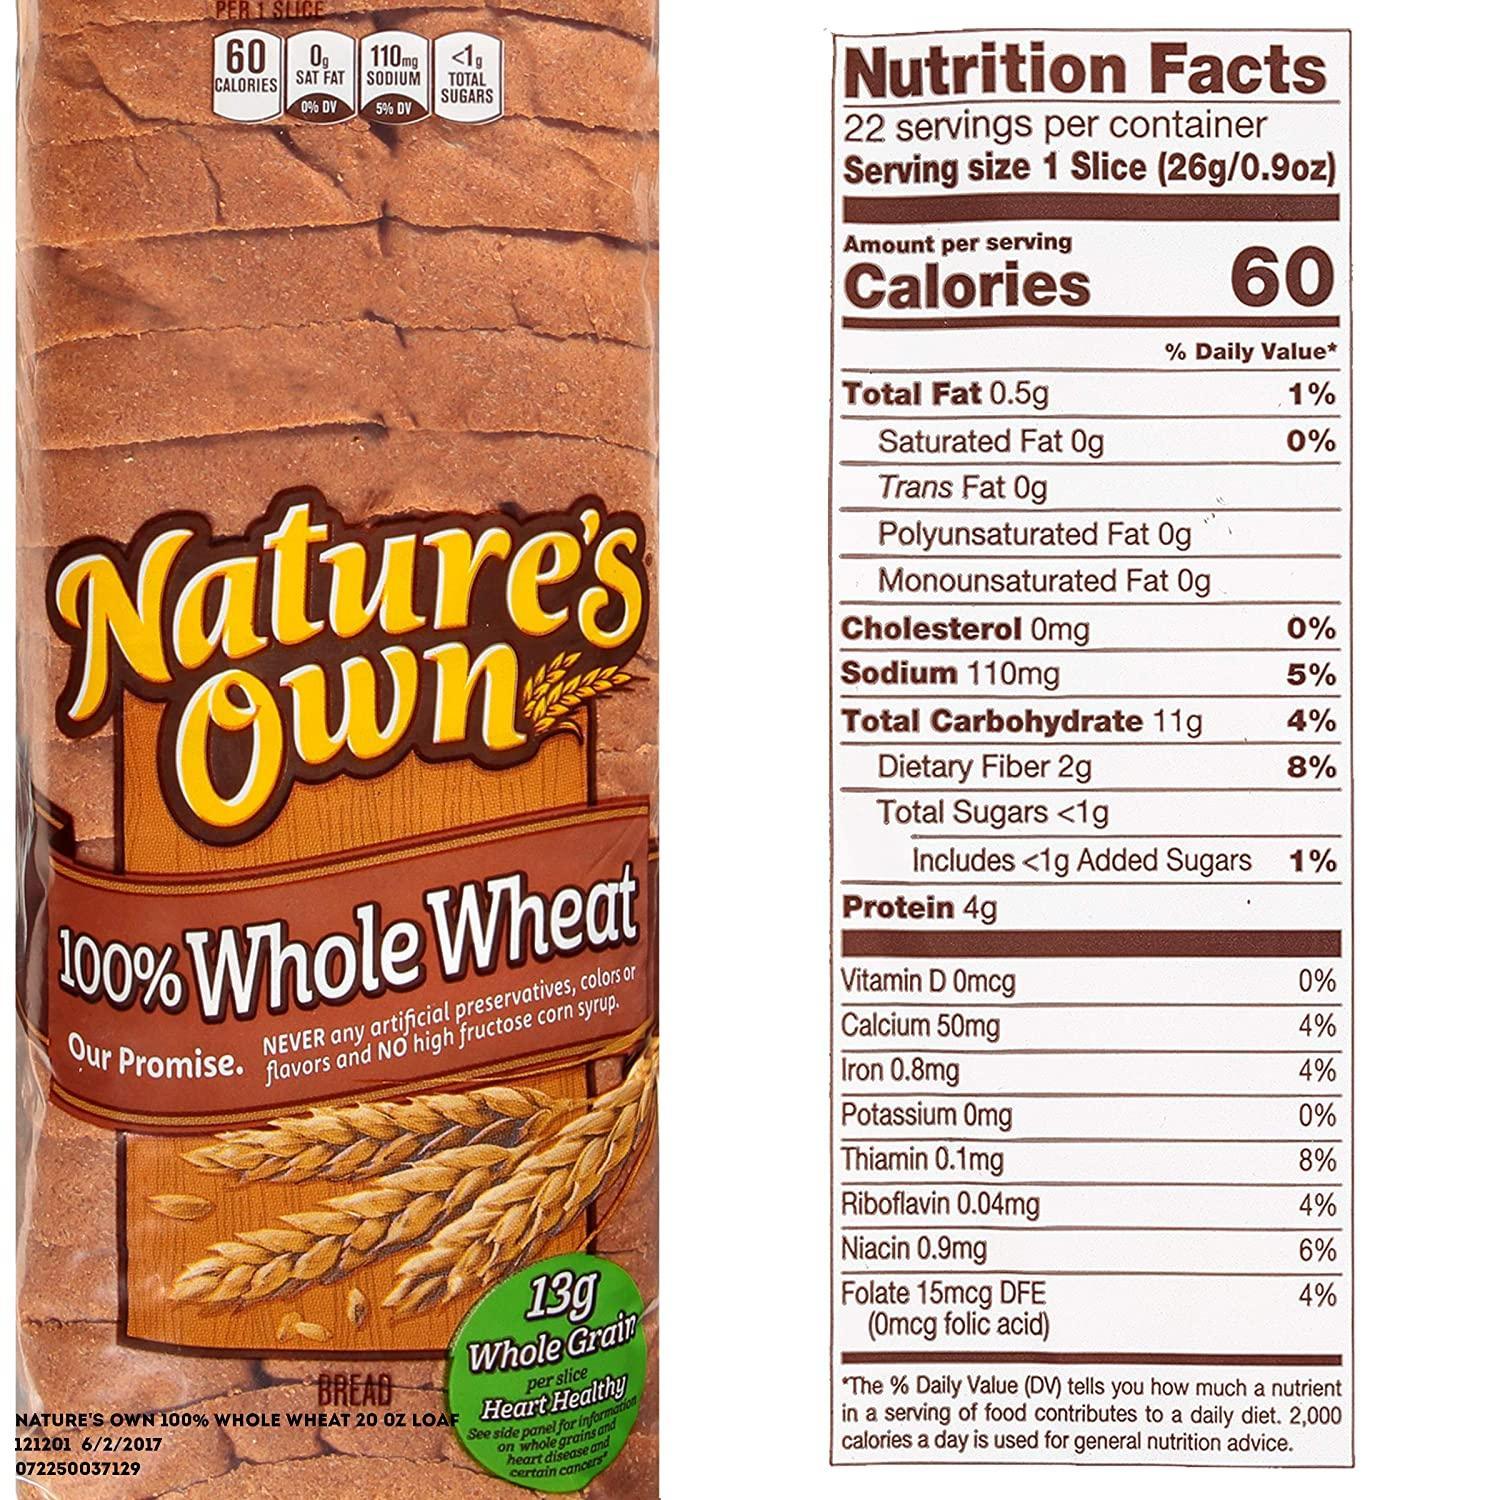 PER 1 SLICE
60
CALORIES
0g
SAT FAT
0% DV
110mg
SODIUM
5% DV
<1g
TOTAL
SUGARS
Nature's
Own
100% Whole Wheat
Our Promise.
NEVER any artificial preservatives, colors or
flavors and NO high fructose corn syrup.
13g
Whole Grain
per slice
Heart Healthy
See side panel for information
on whole grains and
heart disease and
certain cancers*
BREAD
NATURE'S OWN 100% WHOLE WHEAT 20 OZ LOAF
121201 6/2/2017
072250037129
Nutrition Facts
22 servings per container
Serving size 1 Slice (26g/0.9oz)
Amount per serving
Calories 60
% Daily Value*
Total Fat 0.5g 1%
Saturated Fat 0g 0%
Trans Fat 0g
Polyunsaturated Fat 0g
Monounsaturated Fat 0g
Cholesterol 0mg 0%
Sodium 110mg 5%
Total Carbohydrate 11g 4%
Dietary Fiber 2g 8%
Total Sugars <1g
Includes <1g Added Sugars 1%
Protein 4g
Vitamin D 0mcg 0%
Calcium 50mg 4%
Iron 0.8mg 4%
Potassium 0mg 0%
Thiamin 0.1mg 8%
Riboflavin 0.04mg 4%
Niacin 0.9mg 6%
Folate 15mcg DFE 4%
(0mcg folic acid)
*The % Daily Value (DV) tells you how much a nutrient
in a serving of food contributes to a daily diet. 2,000
calories a day is used for general nutrition advice.